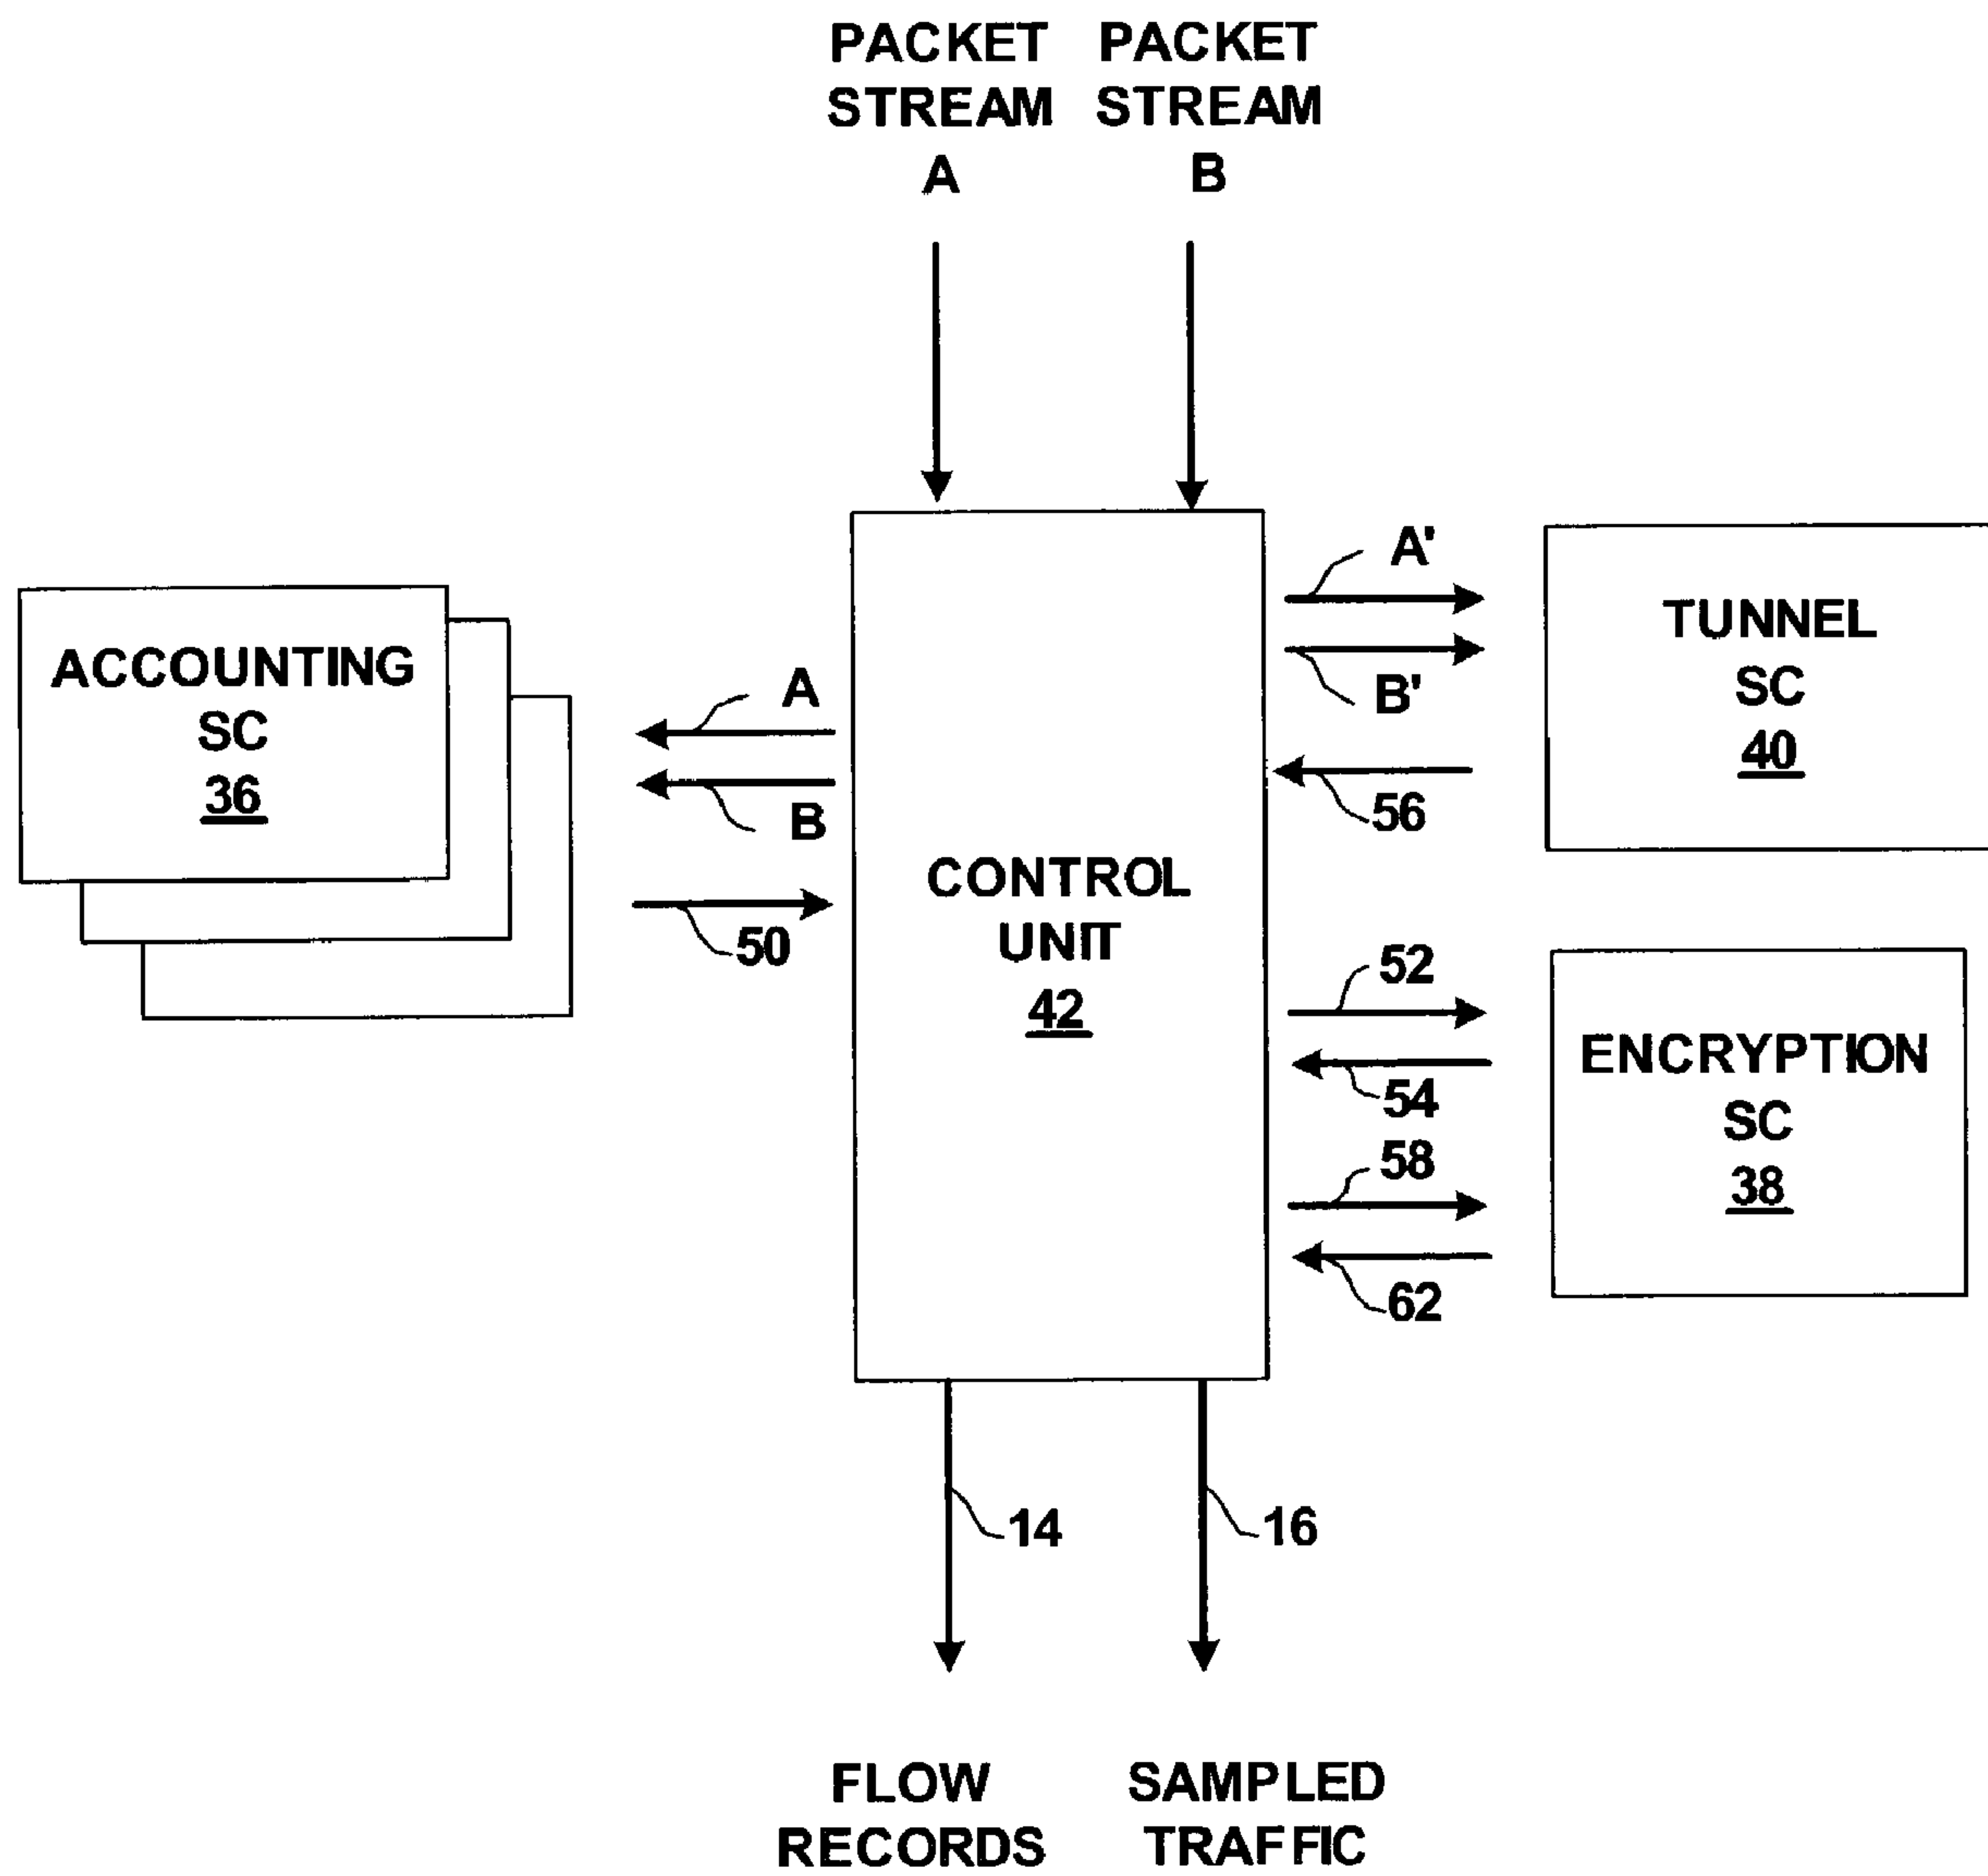 PACKET
STREAM
A
PACKET
STREAM
B
A'
B'
56
TUNNEL
SC
40
ACCOUNTING
SC
36
A
B
50
CONTROL
UNIT
42
52
54
58
62
ENCRYPTION
SC
38
14
16
FLOW
RECORDS
SAMPLED
TRAFFIC